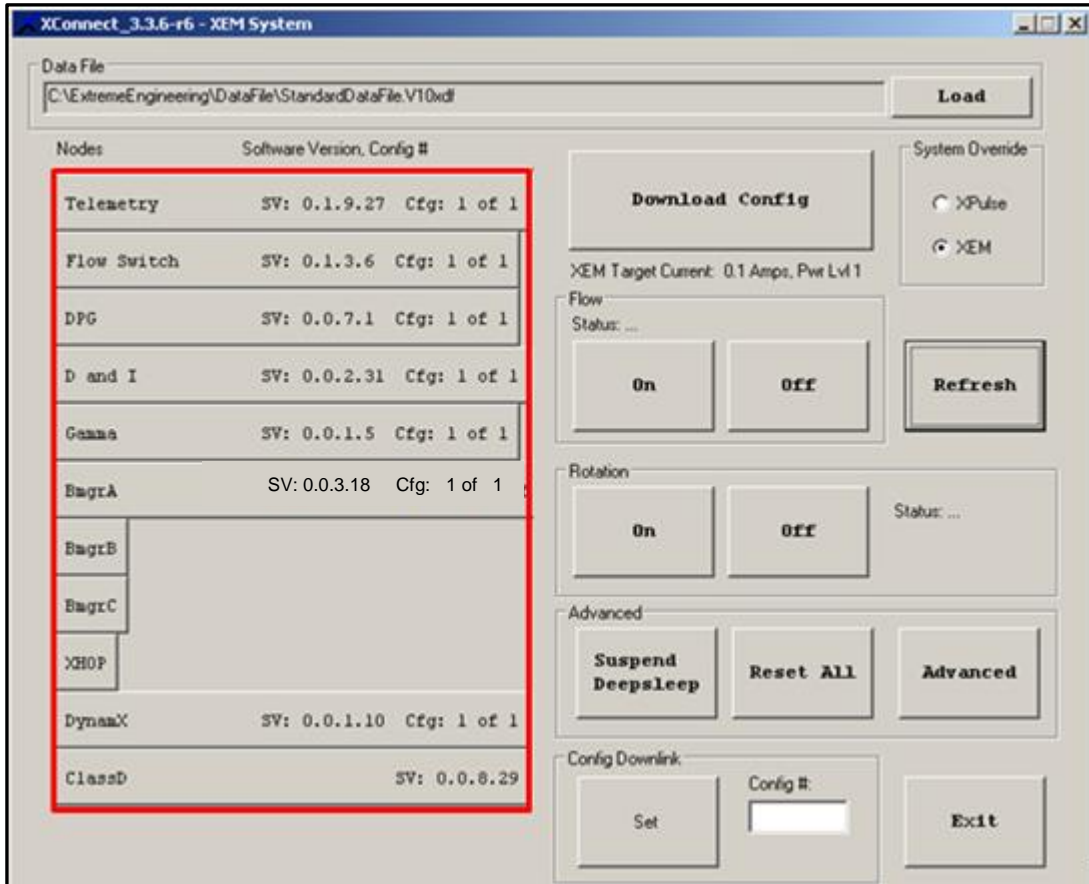 XConnect_3.3.6-r6 - XEM System
Data File
C:\ExtremeEngineering\DataFile\StandardDataFile.V10xdf
Load
Nodes Software Version, Config #
Telemetry SV: 0.1.9.27 Cfg: 1 of 1
Flow Switch SV: 0.1.3.6 Cfg: 1 of 1
DPG SV: 0.0.7.1 Cfg: 1 of 1
D and I SV: 0.0.2.31 Cfg: 1 of 1
Gamma SV: 0.0.1.5 Cfg: 1 of 1
BmgrA SV: 0.0.3.18 Cfg: 1 of 1
BmgrB
BmgrC
XHOP
DynamX SV: 0.0.1.10 Cfg: 1 of 1
ClassD SV: 0.0.8.29
Download Config
XEM Target Current: 0.1 Amps, Pwr Lvl 1
System Override
XPulse
XEM
Flow
Status: ...
On
Off
Refresh
Rotation
On
Off
Status: ...
Advanced
Suspend
Deepsleep
Reset All
Advanced
Config Downlink
Set
Config #:
Exit